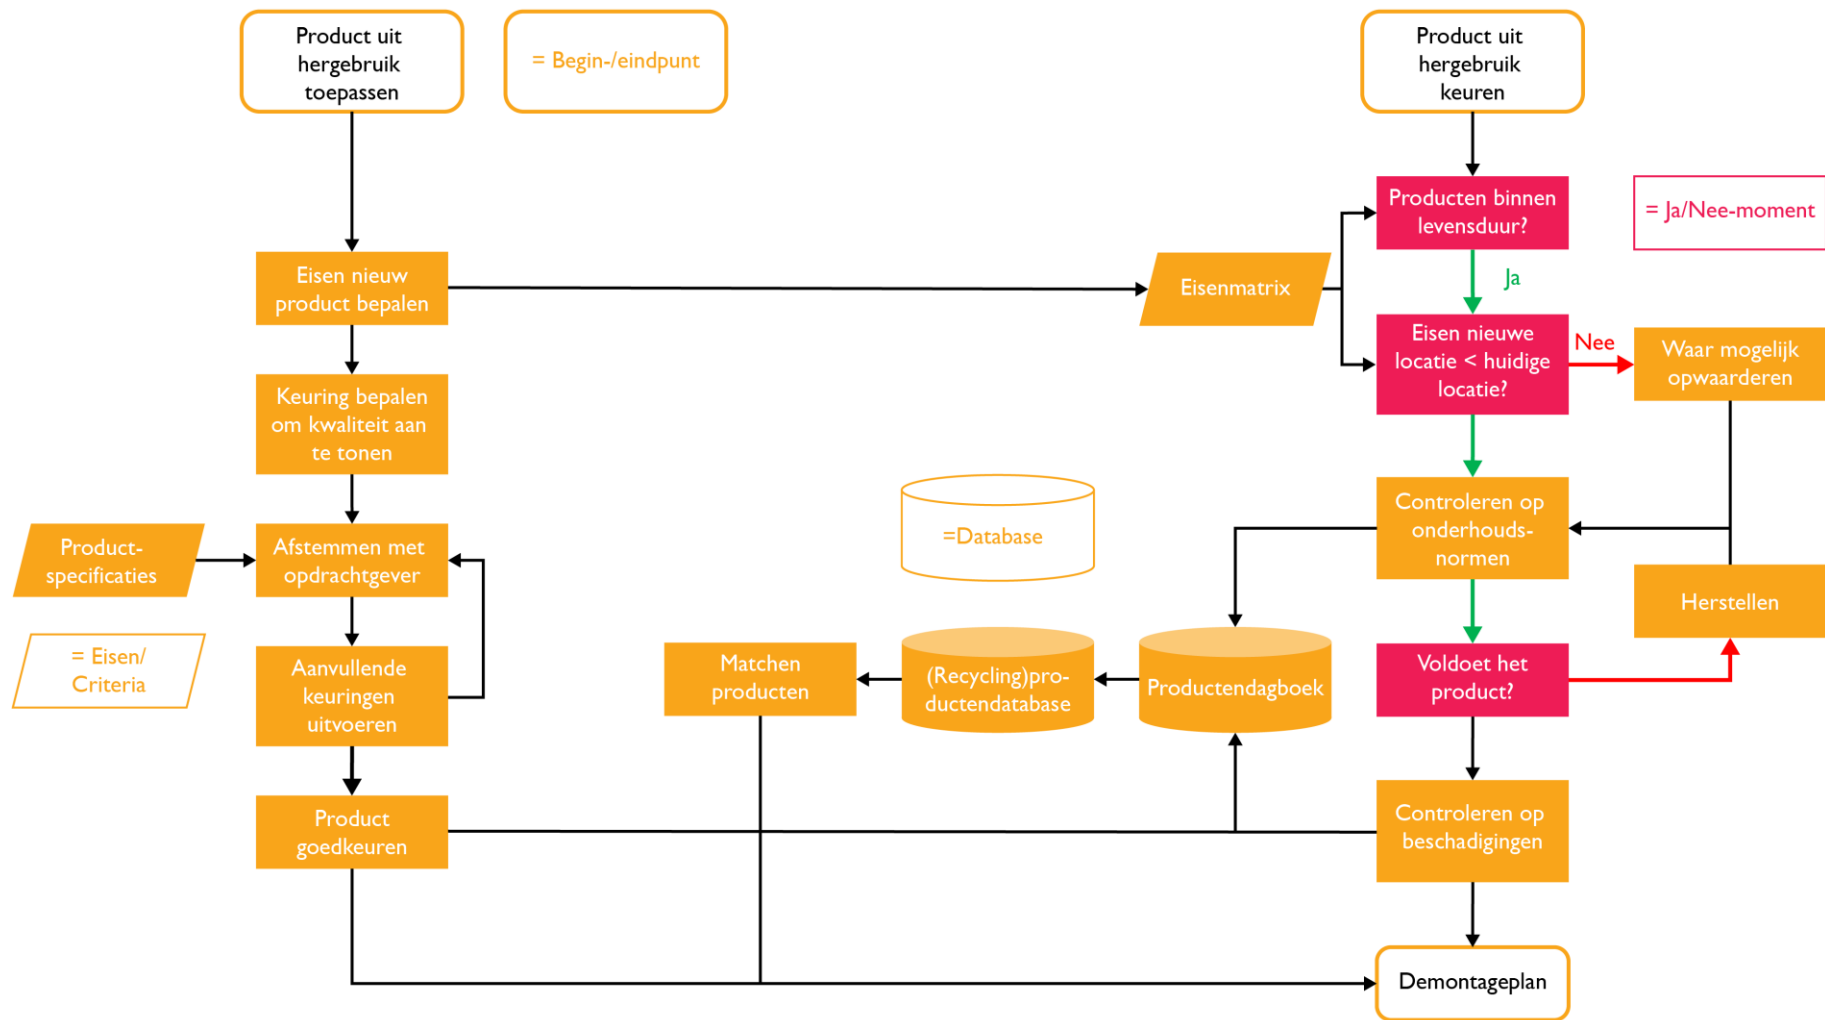 Product uit
hergebruik
toepassen
= Begin-/eindpunt
Product uit
hergebruik
keuren
Producten binnen
levensduur?
= Ja/Nee-moment
Eisen nieuw
product bepalen
Eisenmatrix
Ja
Eisen nieuwe
locatie < huidige
locatie?
Nee
Waar mogelijk
opwaarderen
Keuring bepalen
om kwaliteit aan
te tonen
Controleren op
onderhouds-
normen
=Database
Product-
specificaties
Afstemmen met
opdrachtgever
Herstellen
= Eisen/
Criteria
Aanvullende
keuringen
uitvoeren
Matchen
producten
(Recycling)pro-
ductendatabase
Productendagboek
Voldoet het
product?
Product
goedkeuren
Controleren op
beschadigingen
Demontageplan